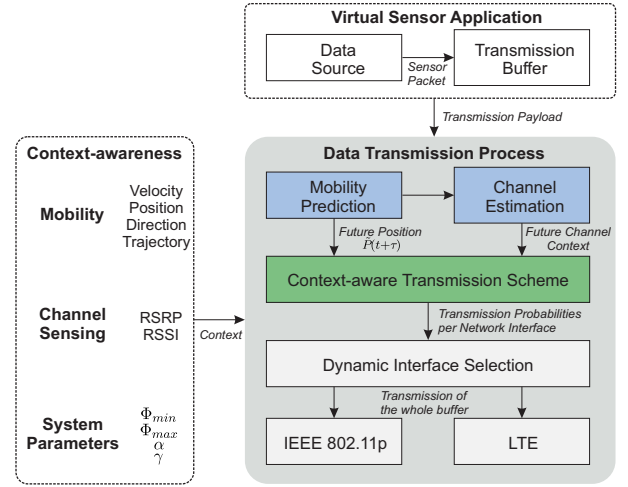 Virtual Sensor Application
Data
Source
Sensor
Packet
Transmission
Buffer
Transmission Payload
Context-awareness
Mobility
Velocity
Position
Direction
Trajectory
Channel
Sensing
RSRP
RSSI
System
Parameters
Φmin
Φmax
α
γ
Context
Data Transmission Process
Mobility
Prediction
Channel
Estimation
Future Position
P̃(t+τ)
Future Channel
Context
Context-aware Transmission Scheme
Transmission Probabilities
per Network Interface
Dynamic Interface Selection
Transmission of
the whole buffer
IEEE 802.11p
LTE